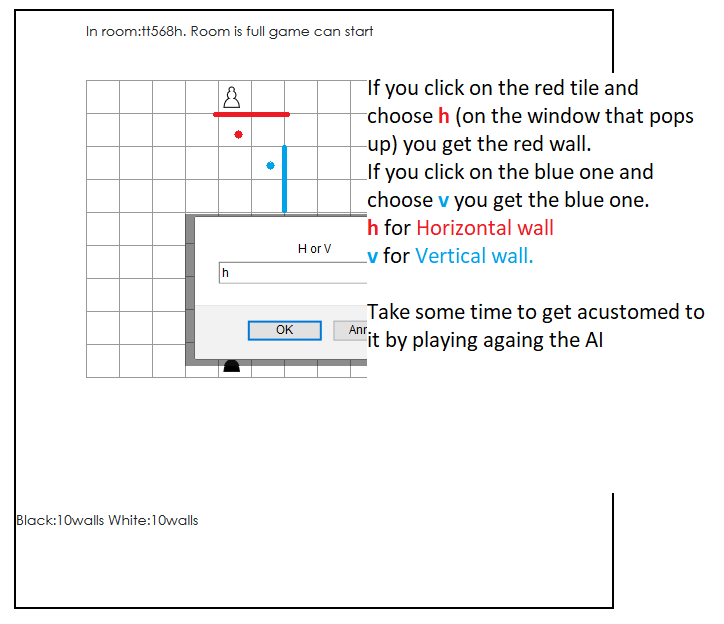 In room:tt568h. Room is full game can start
If you click on the red tile and
choose h (on the window that pops
up) you get the red wall.
If you click on the blue one and
choose v you get the blue one.
h for Horizontal wall
v for Vertical wall.
Take some time to get acustomed to
it by playing againg the AI
H or V
h
OK
Ann
Black:10walls White:10walls